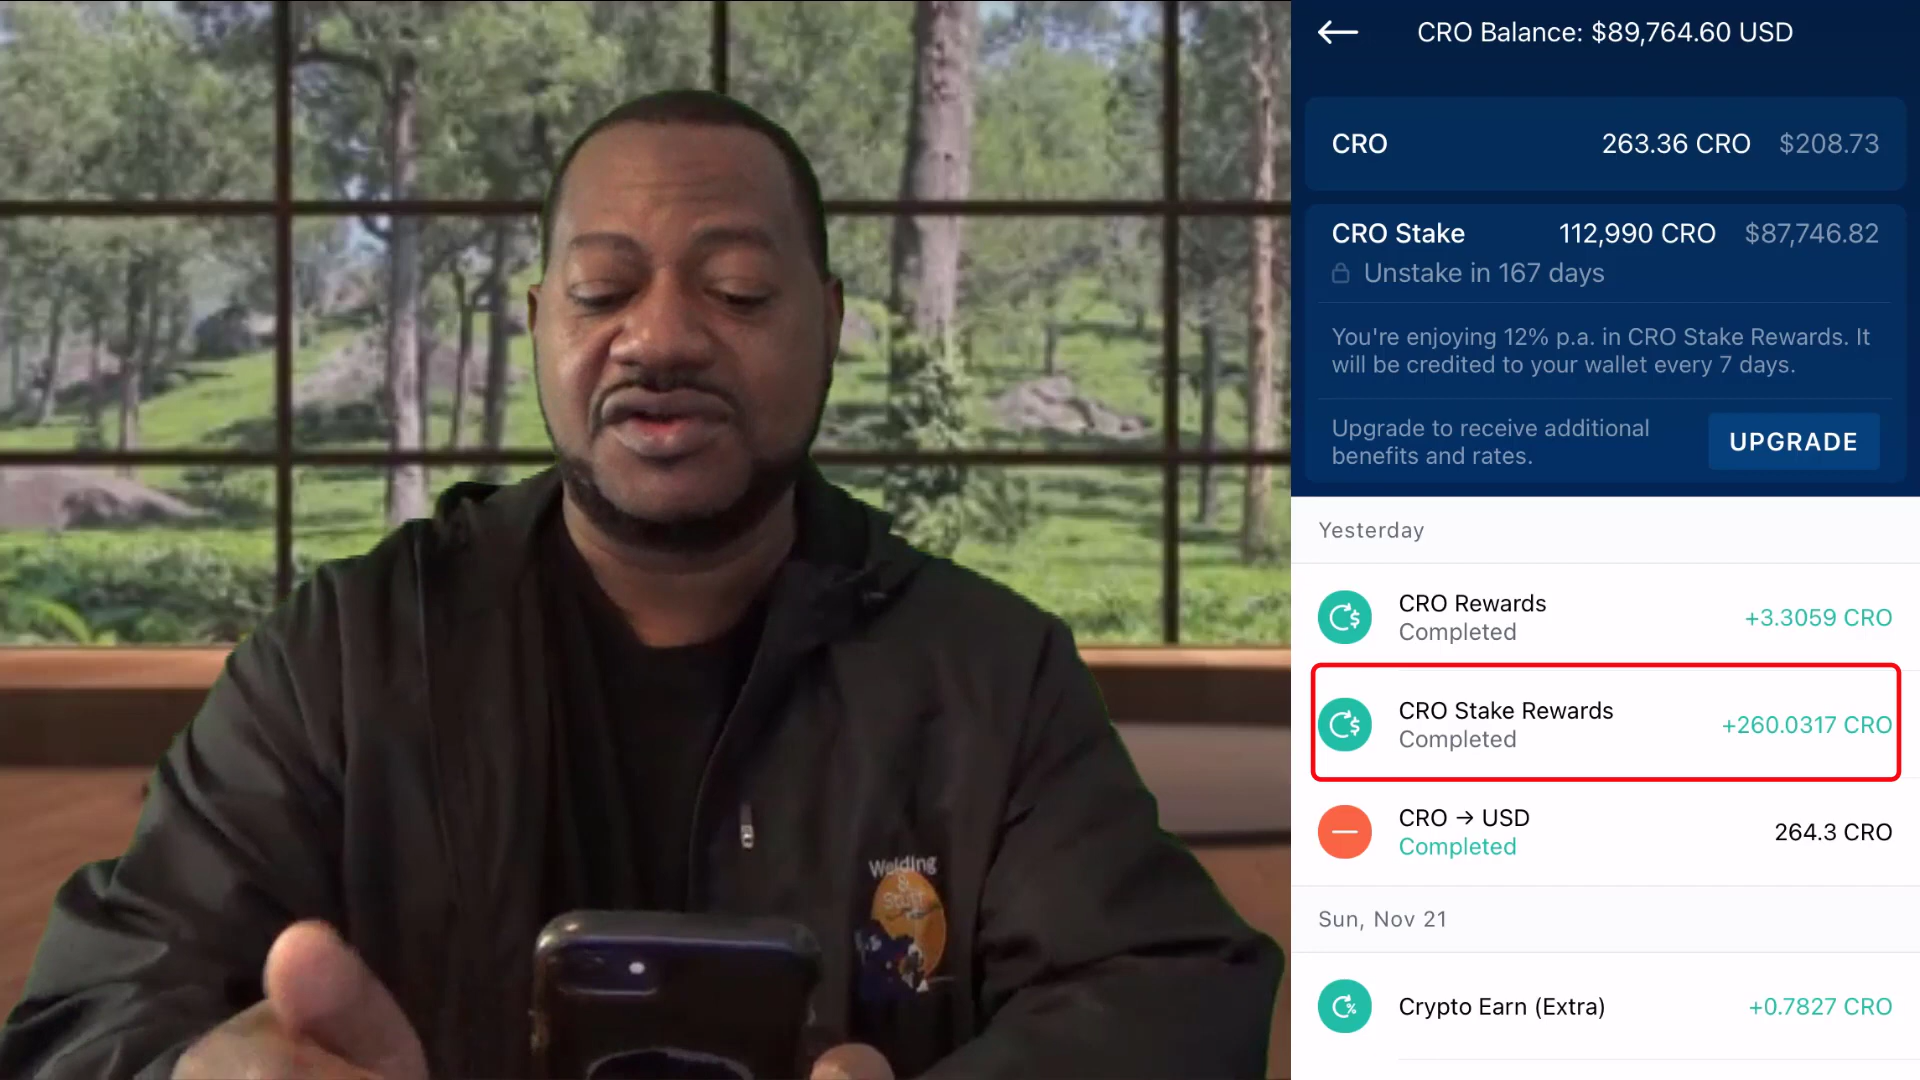 CRO Balance: $89,764.60 USD
CRO 263.36 CRO $208.73
CRO Stake 112,990 CRO $87,746.82
Unstake in 167 days
You're enjoying 12% p.a. in CRO Stake Rewards. It
will be credited to your wallet every 7 days.
Upgrade to receive additional
benefits and rates.
UPGRADE
Yesterday
CRO Rewards
Completed
+3.3059 CRO
CRO Stake Rewards
Completed
+260.0317 CRO
CRO → USD
Completed
264.3 CRO
Sun, Nov 21
Crypto Earn (Extra) +0.7827 CRO
Welding
&
Stuff